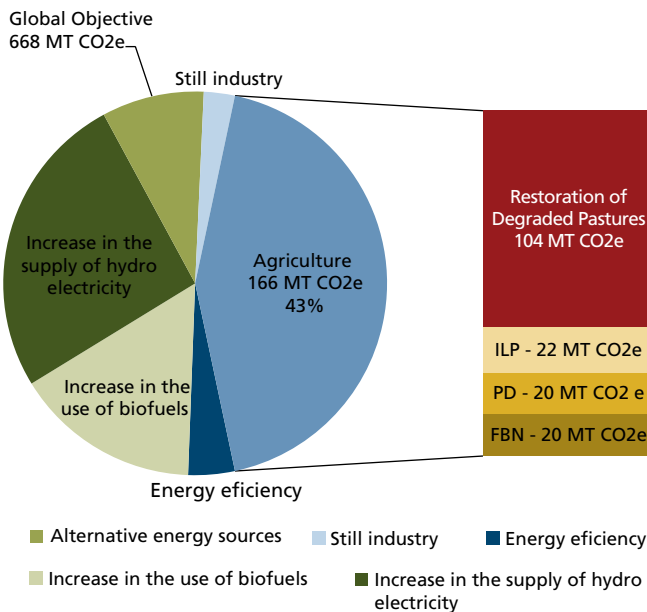 Global Objective
668 MT CO2e
Still industry
Restoration of
Degraded Pastures
104 MT CO2e
Increase in the
supply of hydro
electricity
Agriculture
166 MT CO2e
43%
ILP - 22 MT CO2e
PD - 20 MT CO2 e
FBN - 20 MT CO2e
Increase in the
use of biofuels
Energy eficiency
Alternative energy sources
Still industry
Energy eficiency
Increase in the use of biofuels
Increase in the supply of hydro
electricity